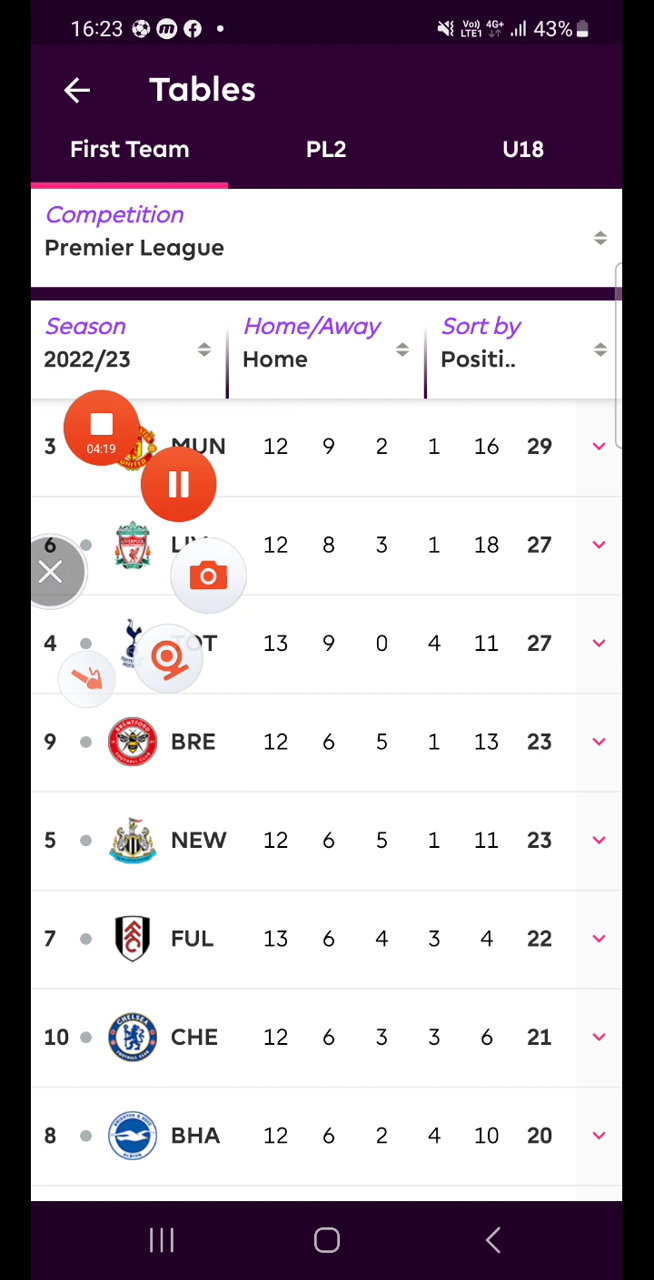 16:23 Vo)) LTE1 4G+ 43%
Tables
First Team PL2 U18
Competition
Premier League
Season Home/Away Sort by
2022/23 Home Positi..
3 MUN 12 9 2 1 16 29
04:19
6 12 8 3 1 18 27
4 TOT 13 9 0 4 11 27
9 BRE 12 6 5 1 13 23
5 NEW 12 6 5 1 11 23
7 FUL 13 6 4 3 4 22
10 CHE 12 6 3 3 6 21
8 BHA 12 6 2 4 10 20